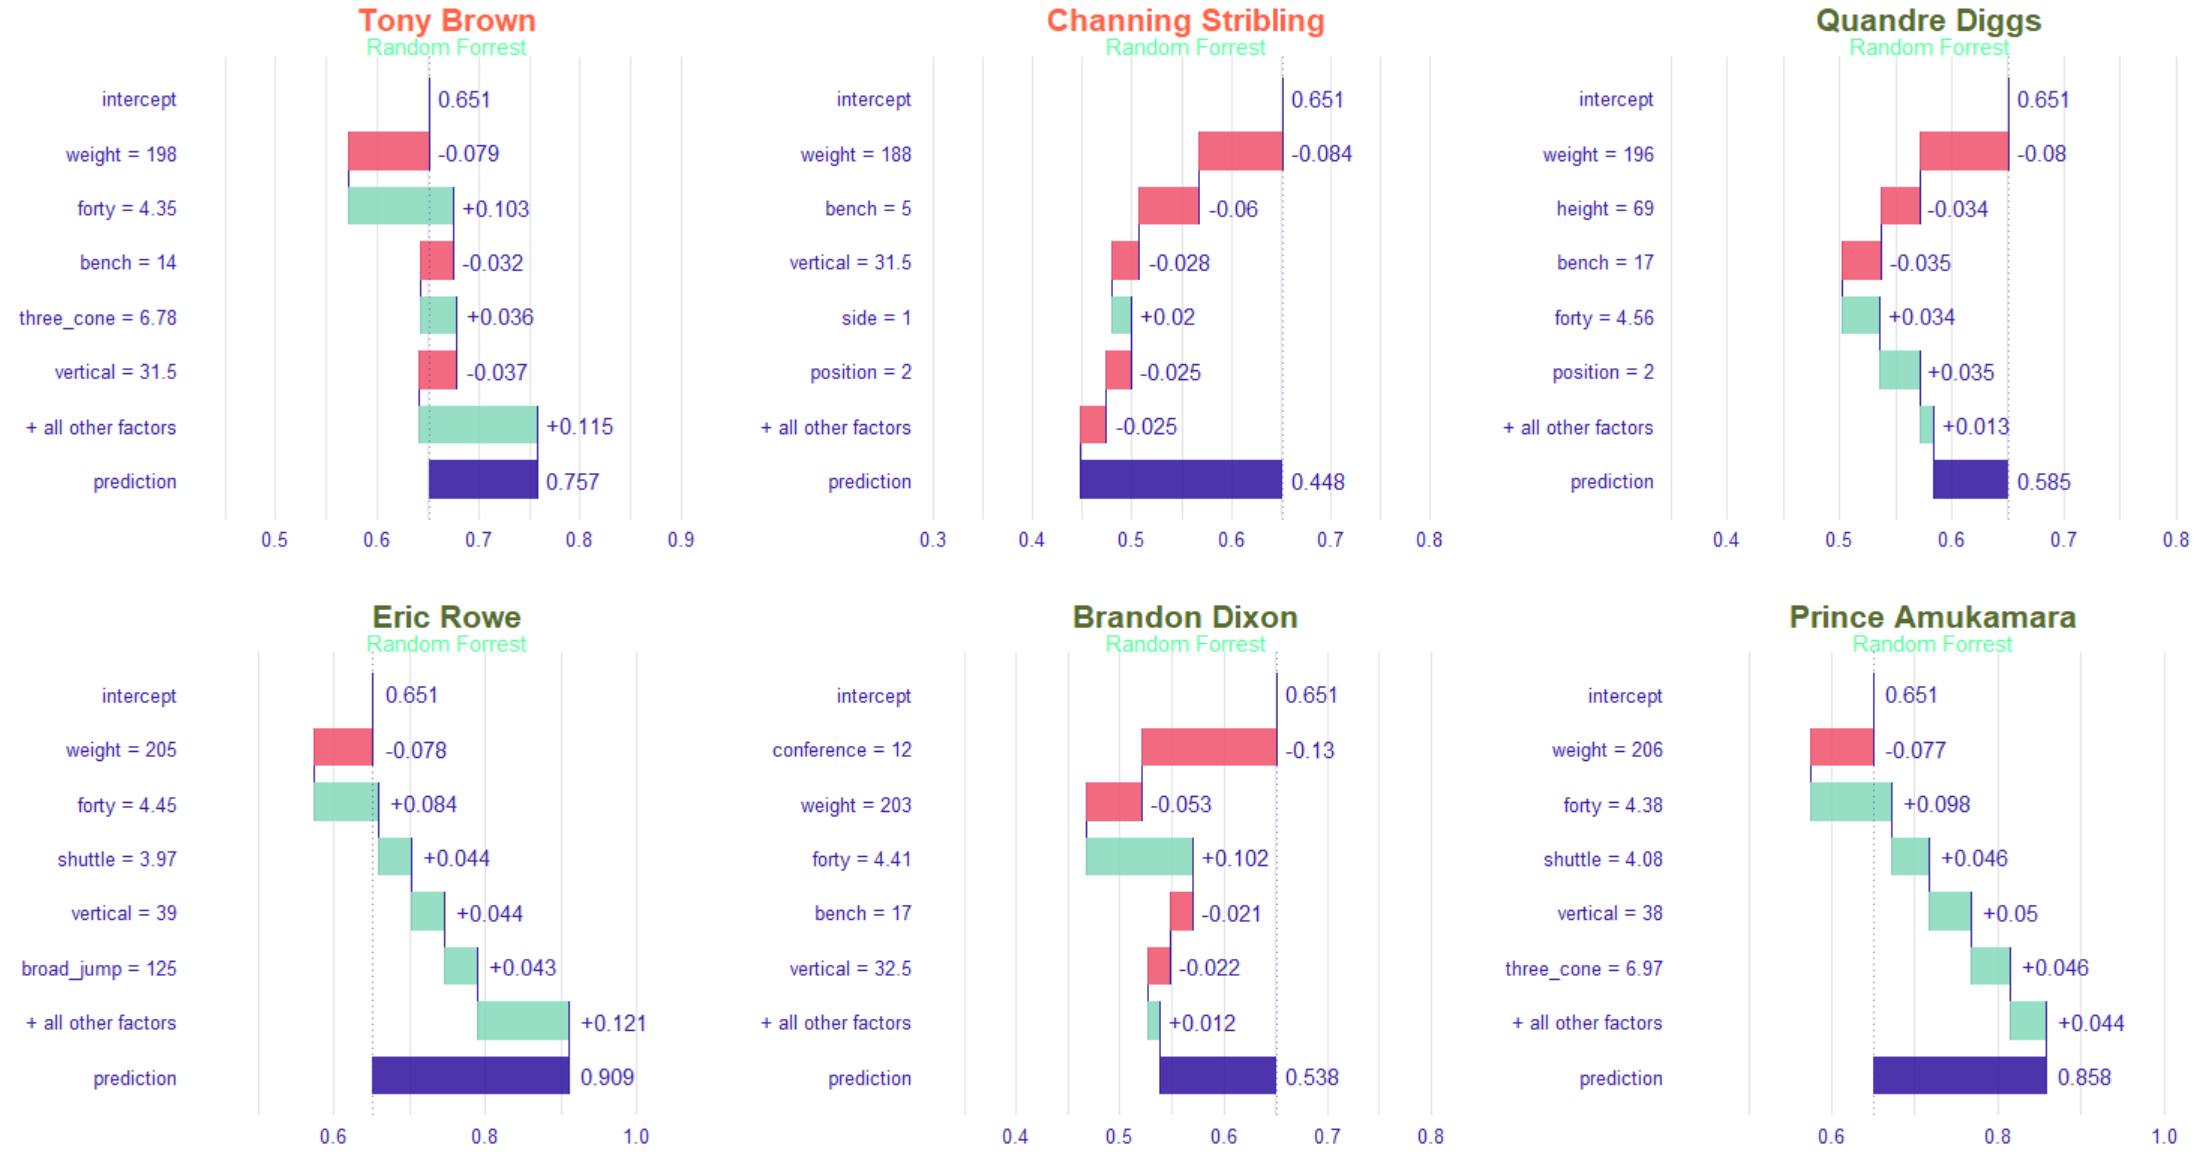 Tony Brown
Random Forrest
intercept 0.651
weight = 198 -0.079
forty = 4.35 +0.103
bench = 14 -0.032
three_cone = 6.78 +0.036
vertical = 31.5 -0.037
+ all other factors +0.115
prediction 0.757
0.5 0.6 0.7 0.8 0.9
Channing Stribling
Random Forrest
intercept 0.651
weight = 188 -0.084
bench = 5 -0.06
vertical = 31.5 -0.028
side = 1 +0.02
position = 2 -0.025
+ all other factors -0.025
prediction 0.448
0.3 0.4 0.5 0.6 0.7 0.8
Quandre Diggs
Random Forrest
intercept 0.651
weight = 196 -0.08
height = 69 -0.034
bench = 17 -0.035
forty = 4.56 +0.034
position = 2 +0.035
+ all other factors +0.013
prediction 0.585
0.4 0.5 0.6 0.7 0.8
Eric Rowe
Random Forrest
intercept 0.651
weight = 205 -0.078
forty = 4.45 +0.084
shuttle = 3.97 +0.044
vertical = 39 +0.044
broad_jump = 125 +0.043
+ all other factors +0.121
prediction 0.909
0.6 0.8 1.0
Brandon Dixon
Random Forrest
intercept 0.651
conference = 12 -0.13
weight = 203 -0.053
forty = 4.41 +0.102
bench = 17 -0.021
vertical = 32.5 -0.022
+ all other factors +0.012
prediction 0.538
0.4 0.5 0.6 0.7 0.8
Prince Amukamara
Random Forrest
intercept 0.651
weight = 206 -0.077
forty = 4.38 +0.098
shuttle = 4.08 +0.046
vertical = 38 +0.05
three_cone = 6.97 +0.046
+ all other factors +0.044
prediction 0.858
0.6 0.8 1.0